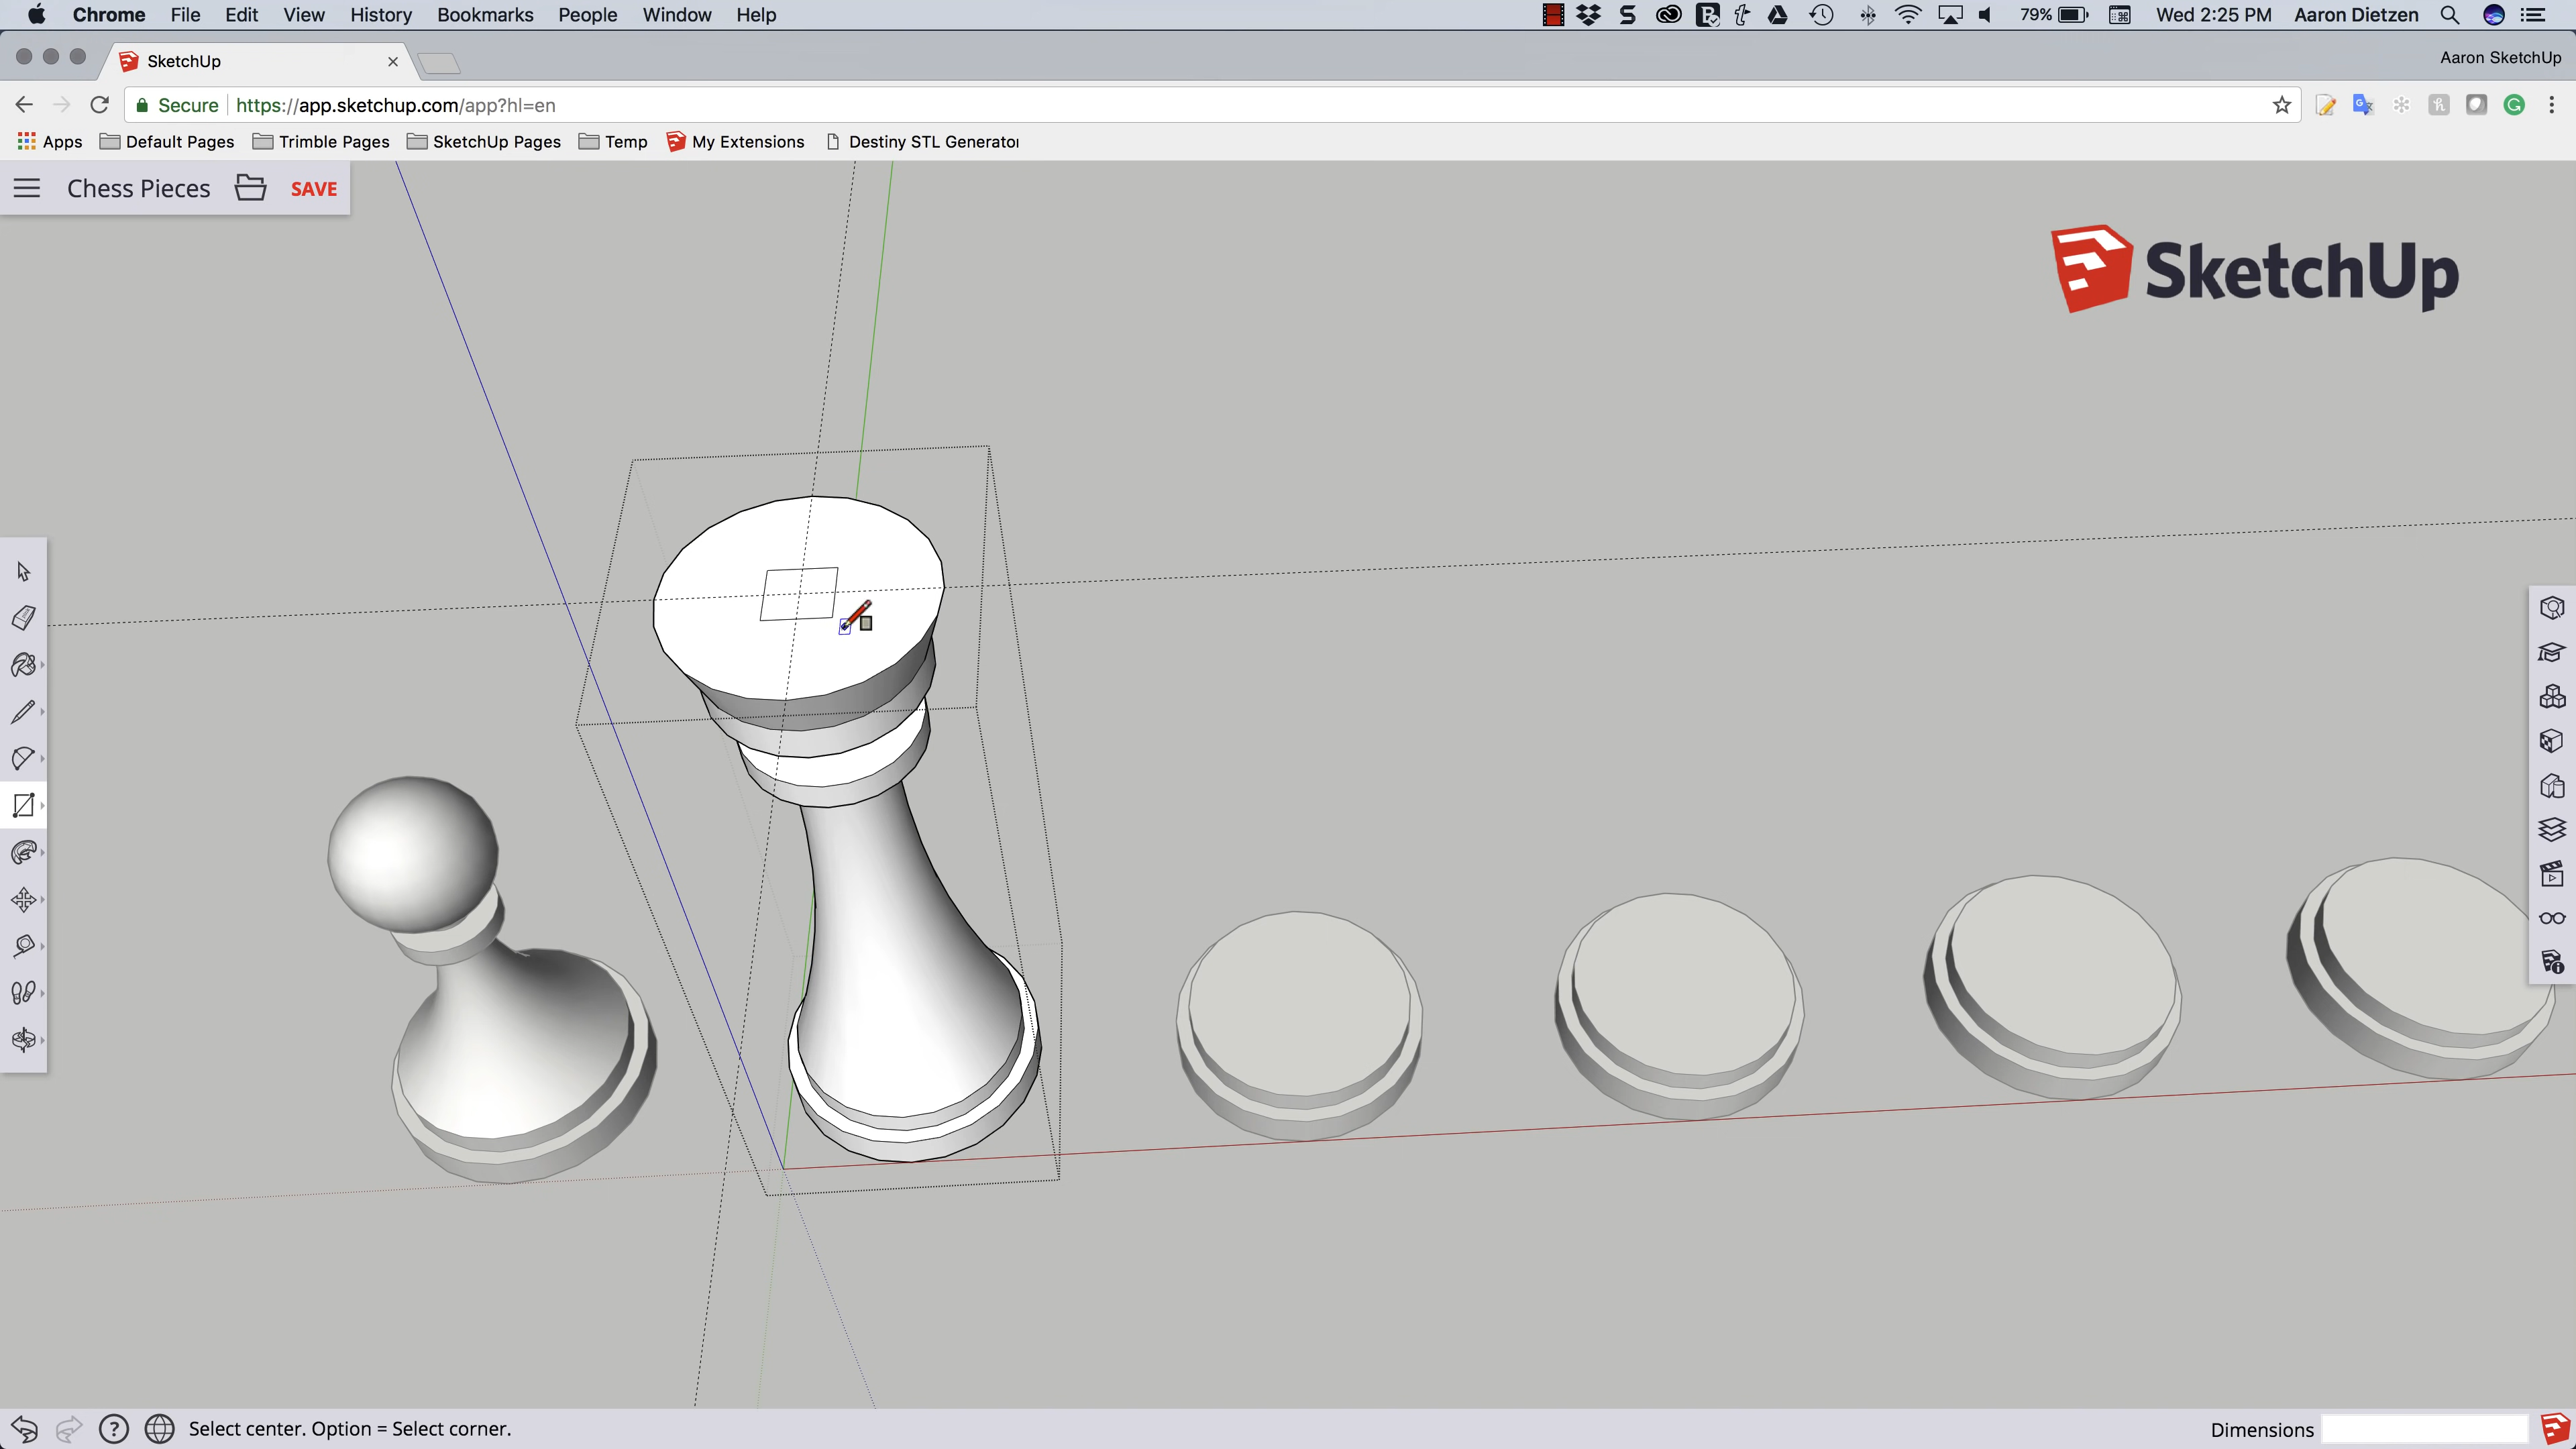 Chrome File Edit View History Bookmarks People Window Help 79% Wed 2:25 PM Aaron Dietzen
SketchUp Aaron SketchUp
Secure https://app.sketchup.com/app?hl=en
Apps Default Pages Trimble Pages SketchUp Pages Temp My Extensions Destiny STL Generator
Chess Pieces SAVE
SketchUp
Select center. Option = Select corner. Dimensions